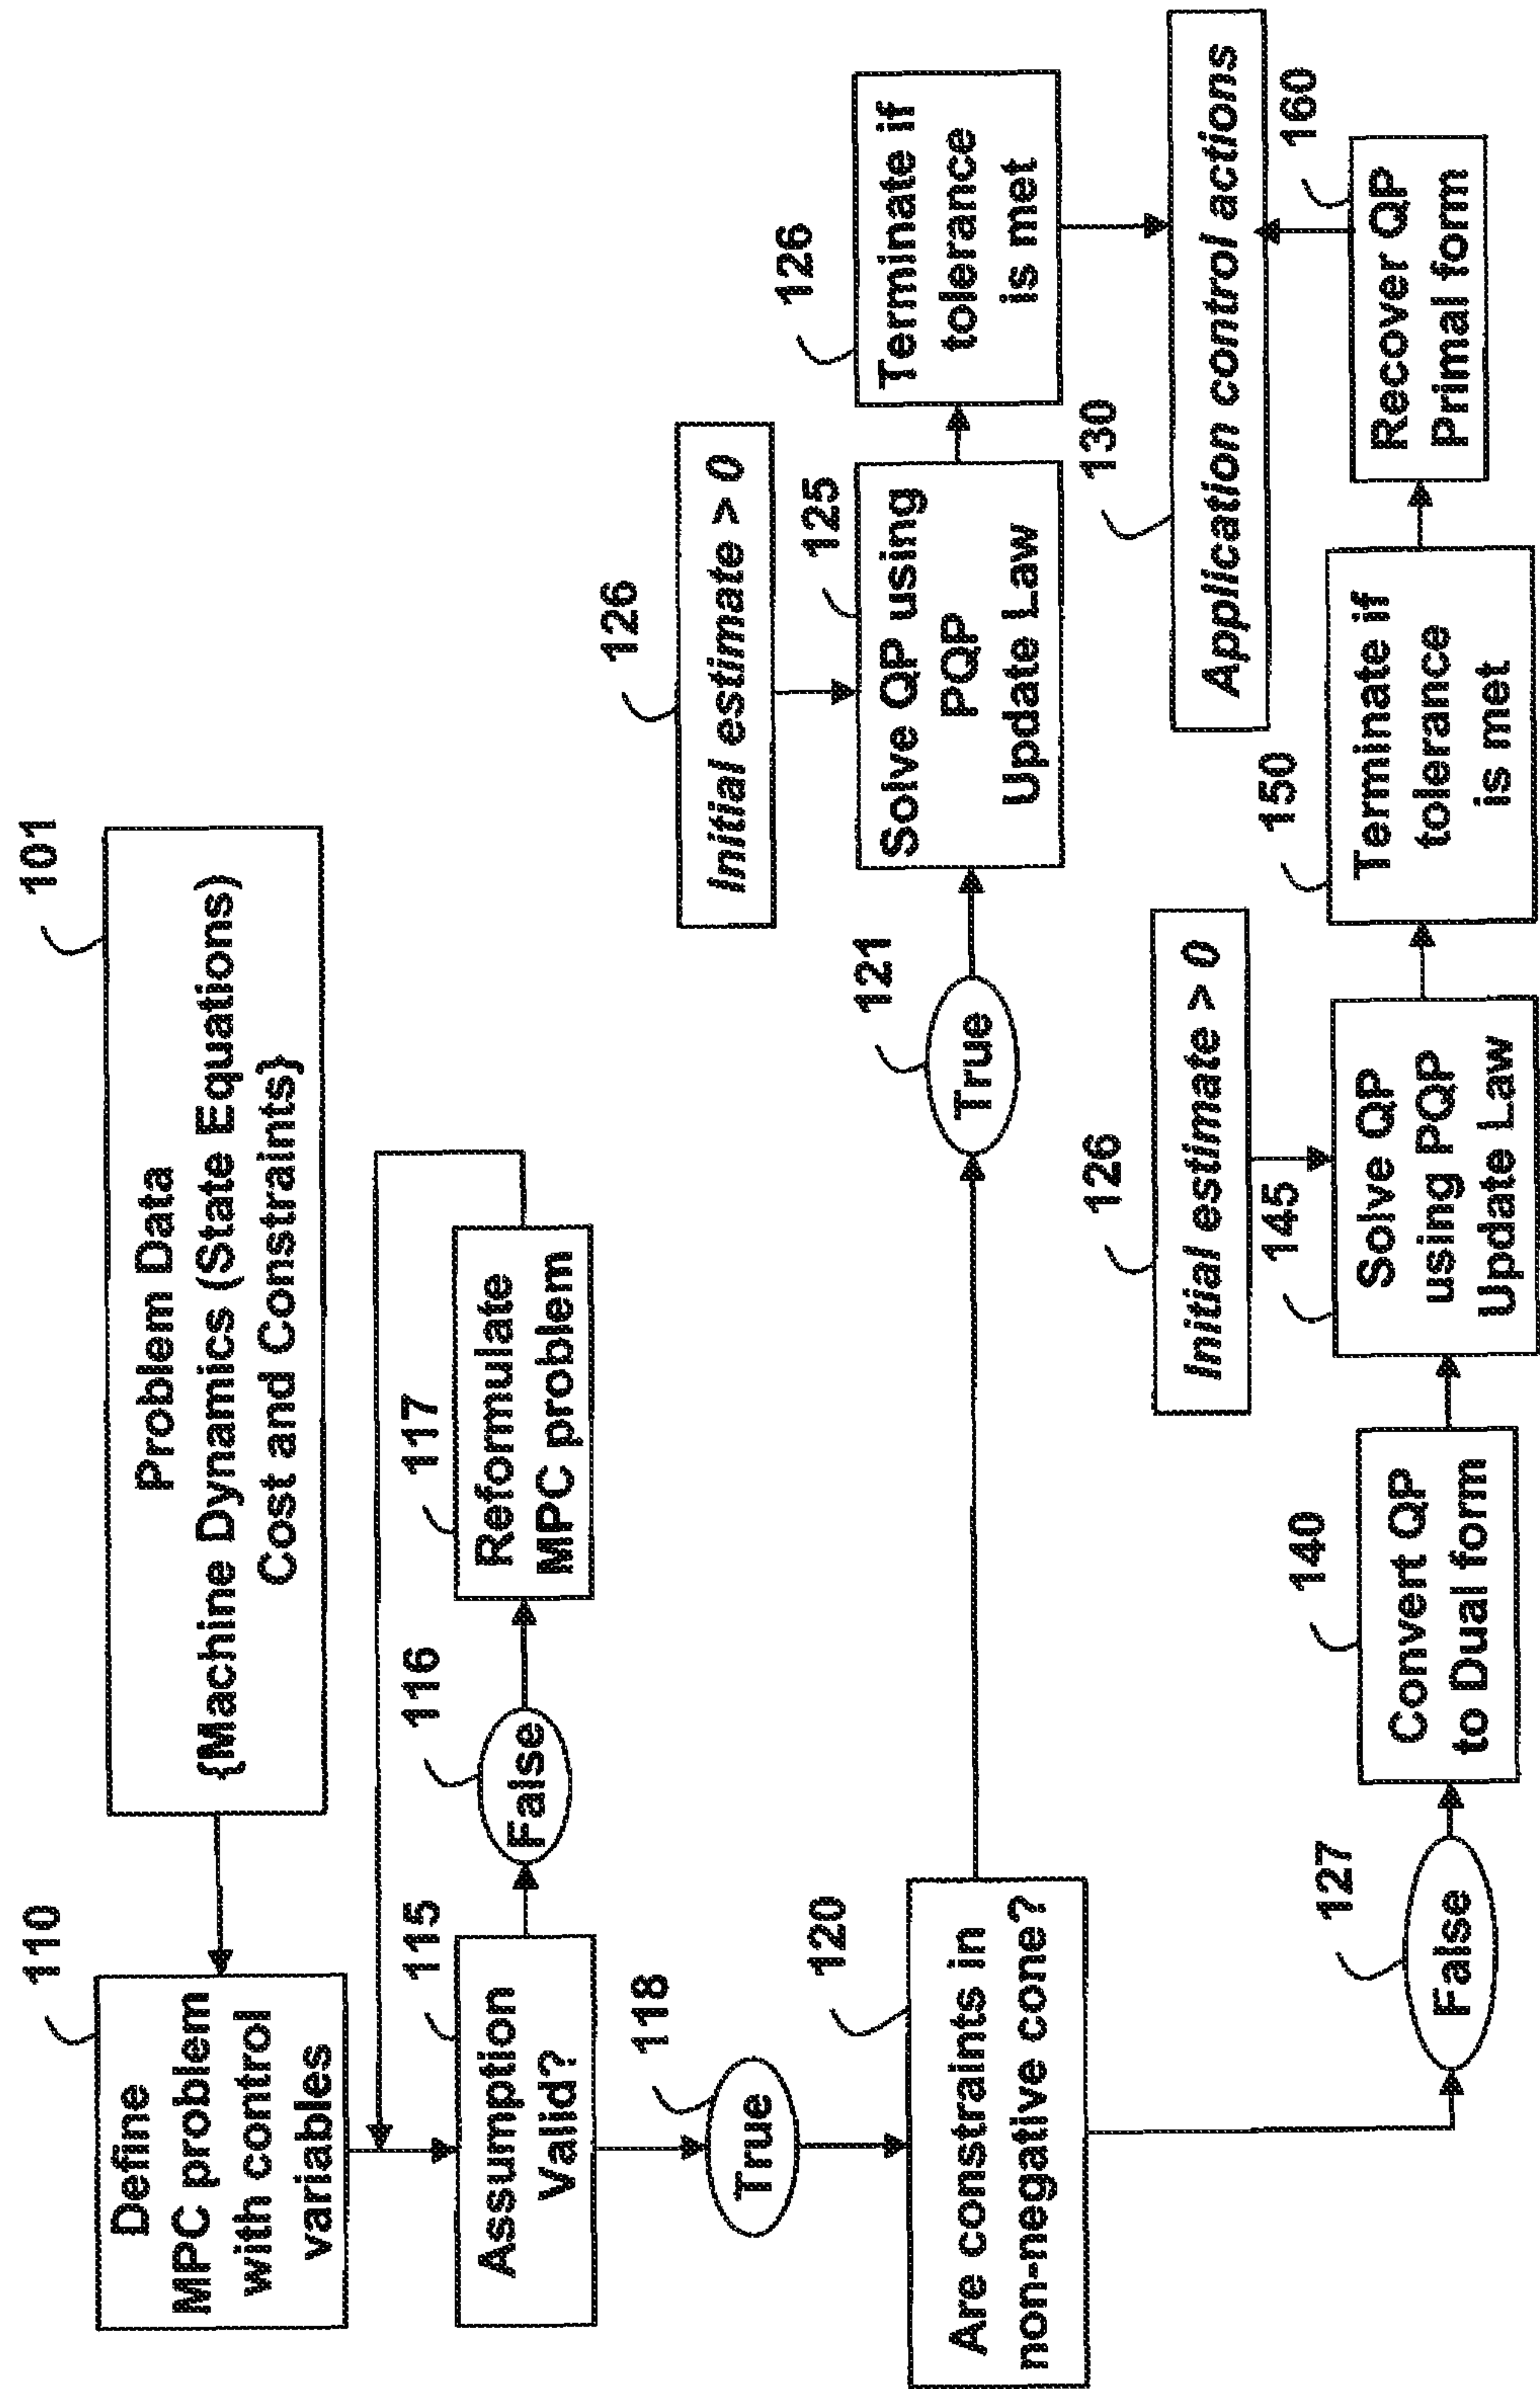 101
Problem Data
{Machine Dynamics (State Equations)
Cost and Constraints}
110
Define
MPC problem
with control
variables
115
Assumption
Valid?
116
False
117
Reformulate
MPC problem
118
True
120
Are constraints in
non-negative cone?
121
True
126
Initial estimate > 0
125
Solve QP using
PQP
Update Law
126
Terminate if
tolerance
is met
130
Application control actions
127
False
140
Convert QP
to Dual form
126
Initial estimate > 0
145
Solve QP
using PQP
Update Law
150
Terminate if
tolerance
is met
160
Recover QP
Primal form